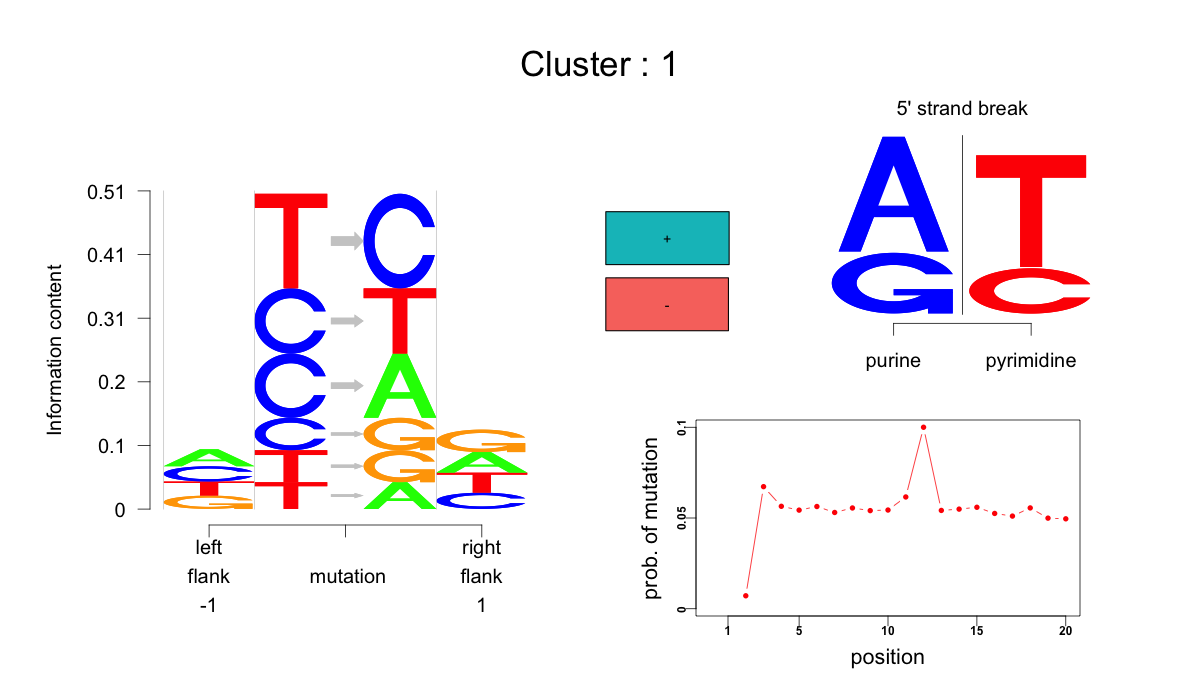 Cluster : 1
5' strand break
A T
G C
purine pyrimidine
+
-
Information content
0.51
0.41
0.31
0.2
0.1
0
T C
C T
C A
C G
T G
T A
A
C
T
G
G
A
T
C
left
flank
-1
mutation
right
flank
1
prob. of mutation
0.1
0.05
0
1 5 10 15 20
position